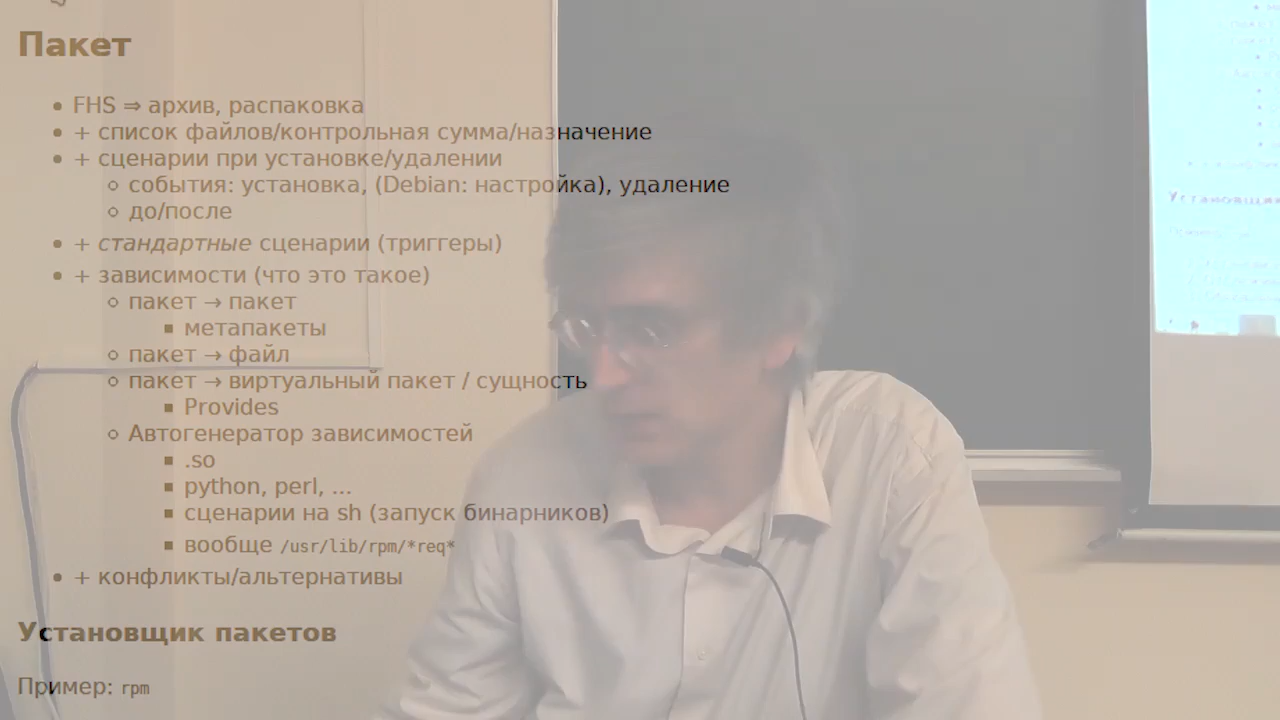 Пакет
FHS ⇒ архив, распаковка
+ список файлов/контрольная сумма/назначение
+ сценарии при установке/удалении
события: установка, (Debian: настройка), удаление
до/после
+ стандартные сценарии (триггеры)
+ зависимости (что это такое)
пакет → пакет
метапакеты
пакет → файл
пакет → виртуальный пакет / сущность
Provides
Автогенератор зависимостей
.so
python, perl, ...
сценарии на sh (запуск бинарников)
вообще /usr/lib/rpm/*req*
+ конфликты/альтернативы
Установщик пакетов
Пример: rpm